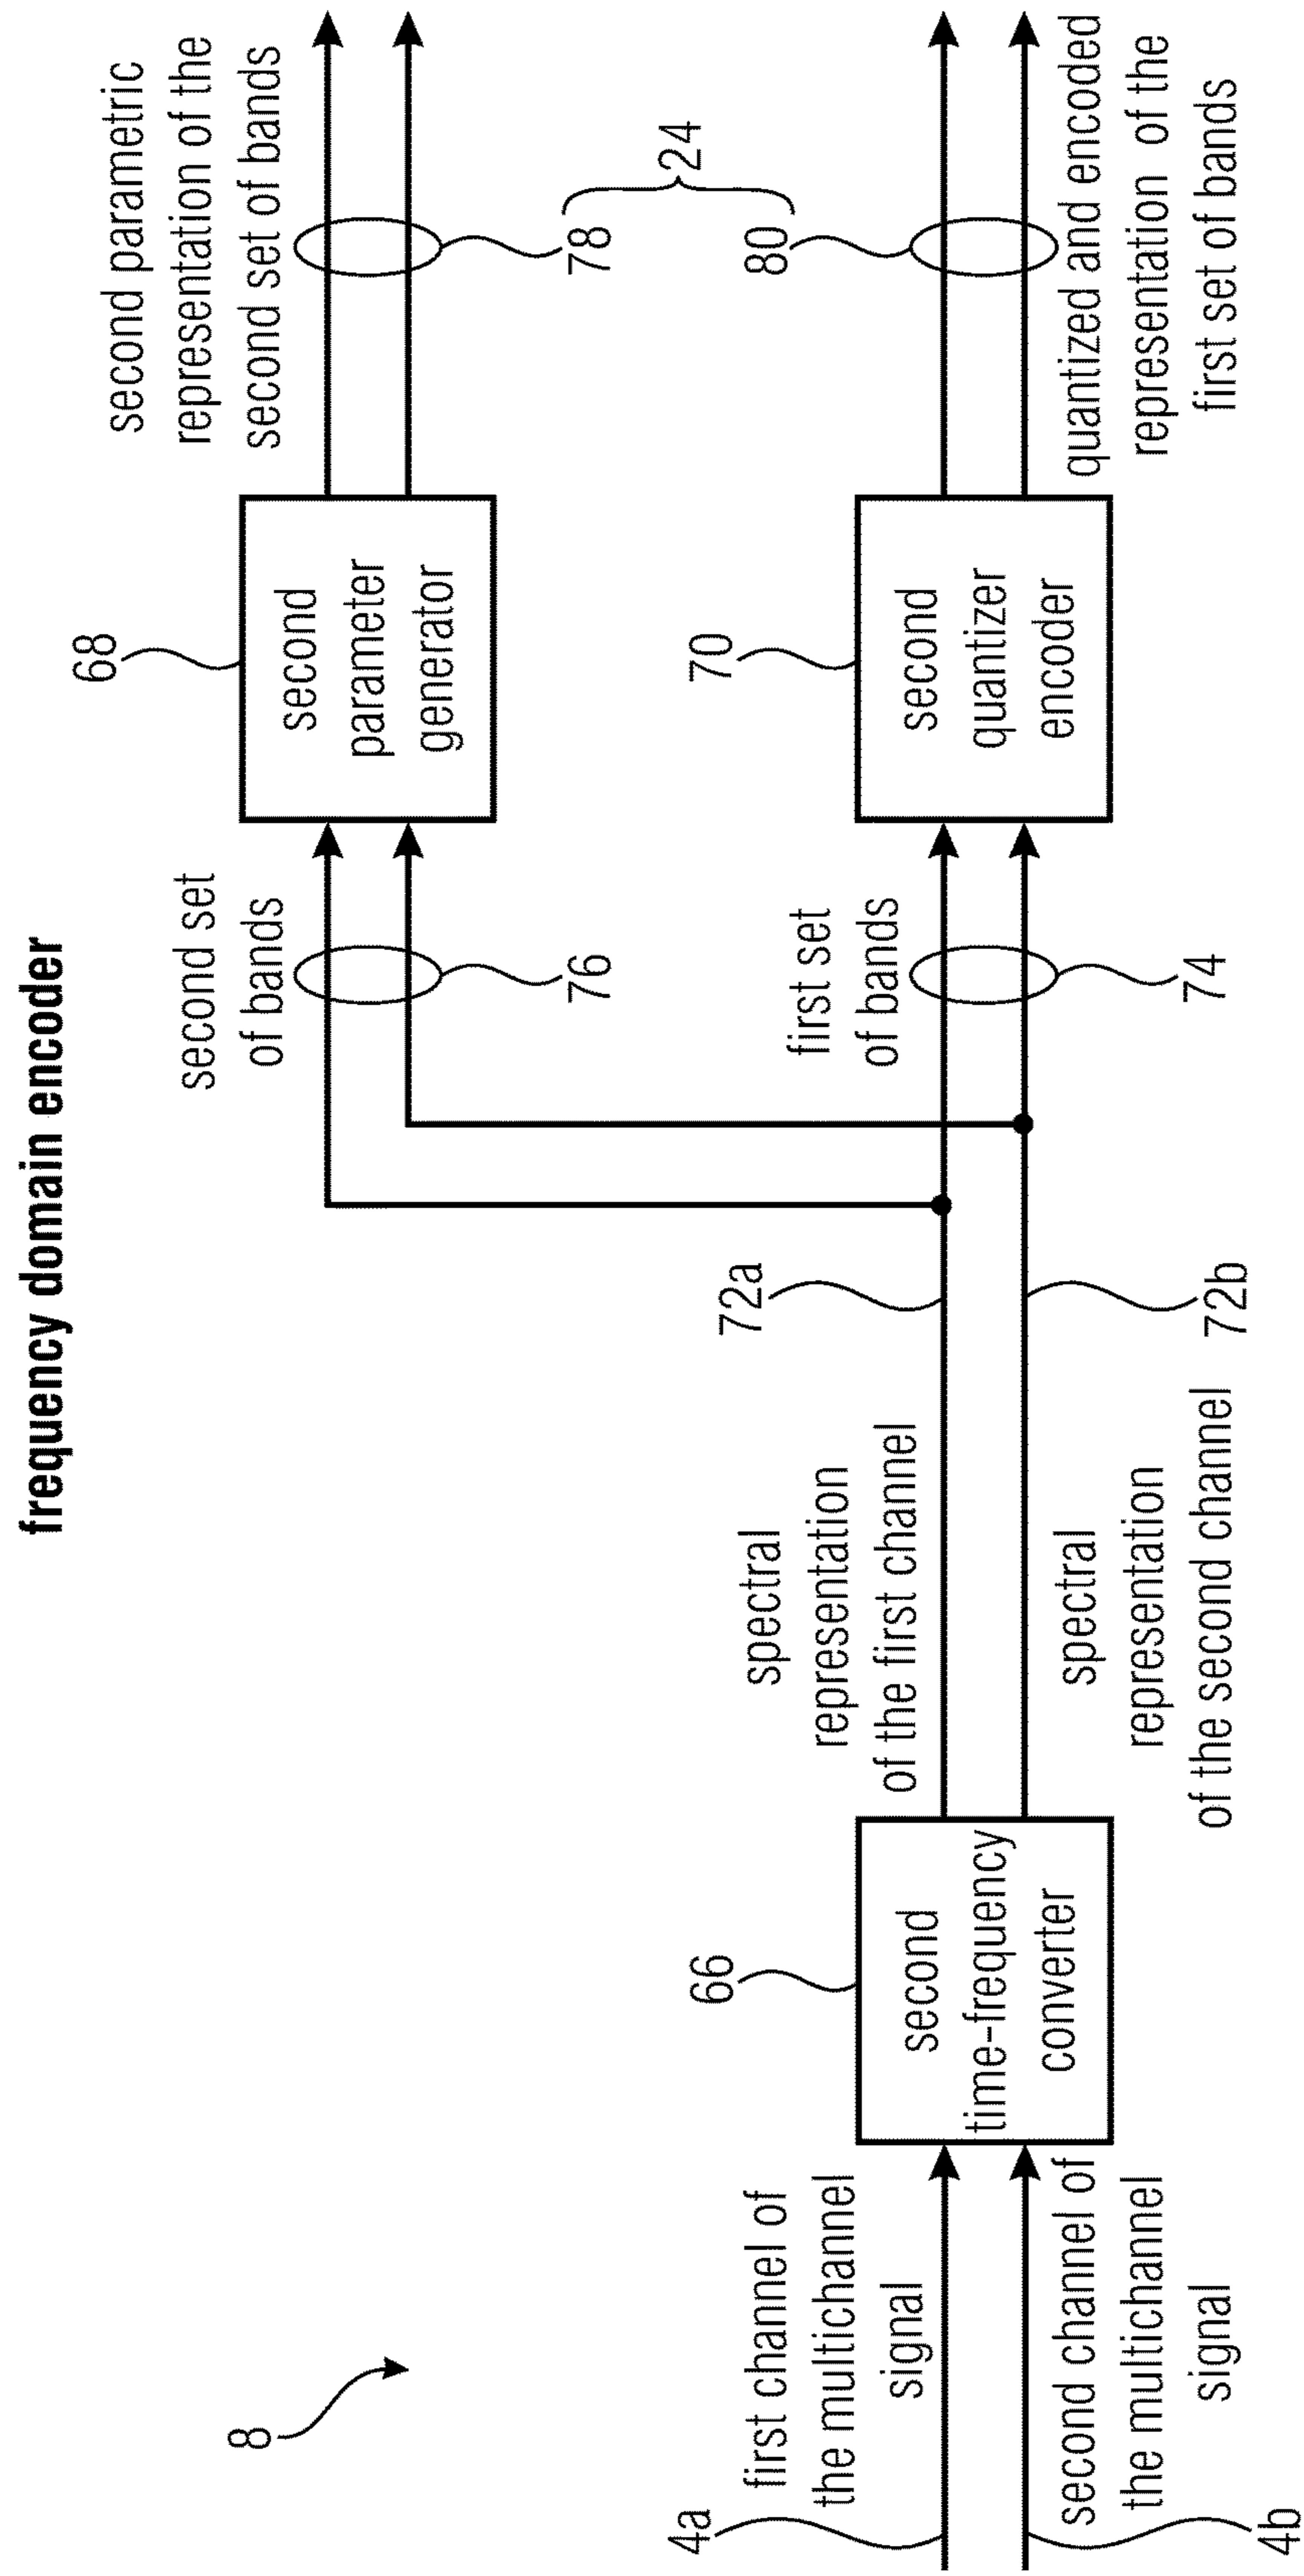 frequency domain encoder
8
4a
first channel of
the multichannel
signal
4b
second channel of
the multichannel
signal
66
second
time-frequency
converter
spectral
representation
of the first channel
72a
spectral
representation
of the second channel
72b
second set
of bands
76
first set
of bands
74
68
second
parameter
generator
70
second
quantizer
encoder
second parametric
representation of the
second set of bands
78
80
24
quantized and encoded
representation of the
first set of bands